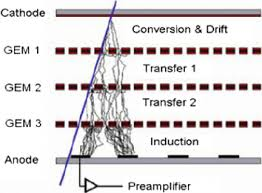 Cathode
Conversion & Drift
GEM 1
Transfer 1
GEM 2
Transfer 2
GEM 3
Induction
Anode
Preamplifier